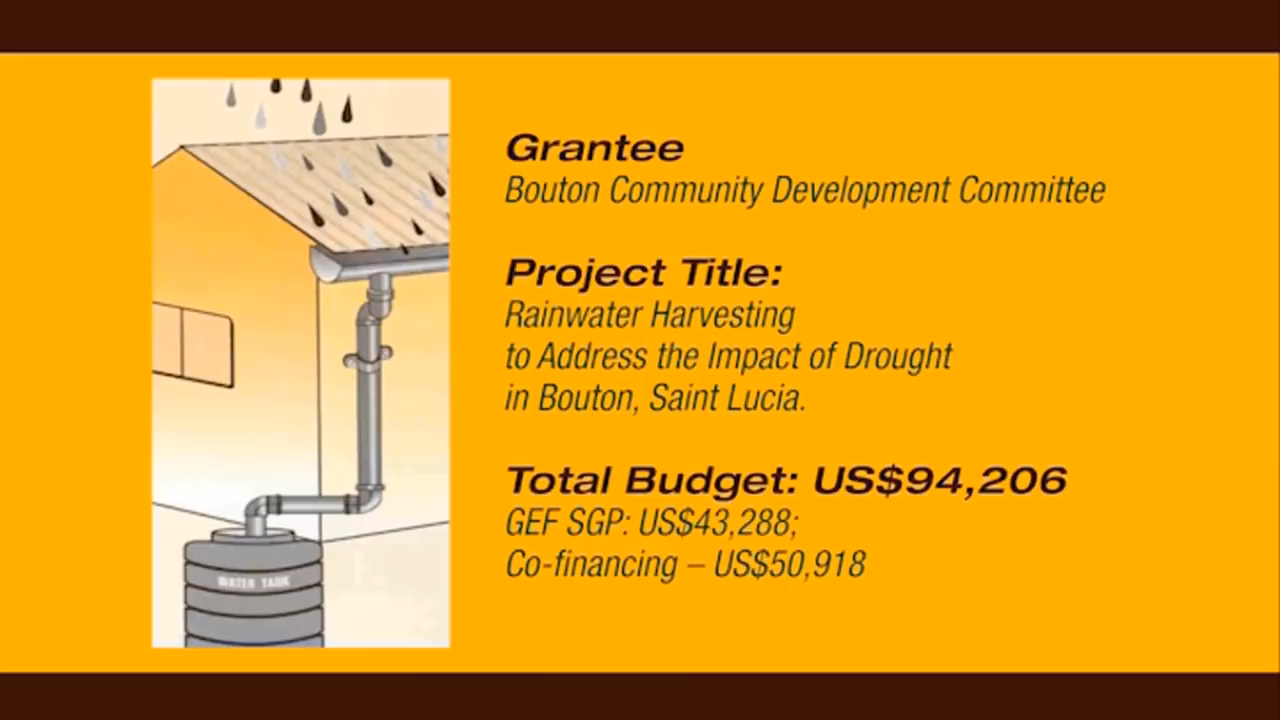 Grantee
Bouton Community Development Committee
Project Title:
Rainwater Harvesting
to Address the Impact of Drought
in Bouton, Saint Lucia.
Total Budget: US$94,206
GEF SGP: US$43,288;
Co-financing – US$50,918
WATER TANK